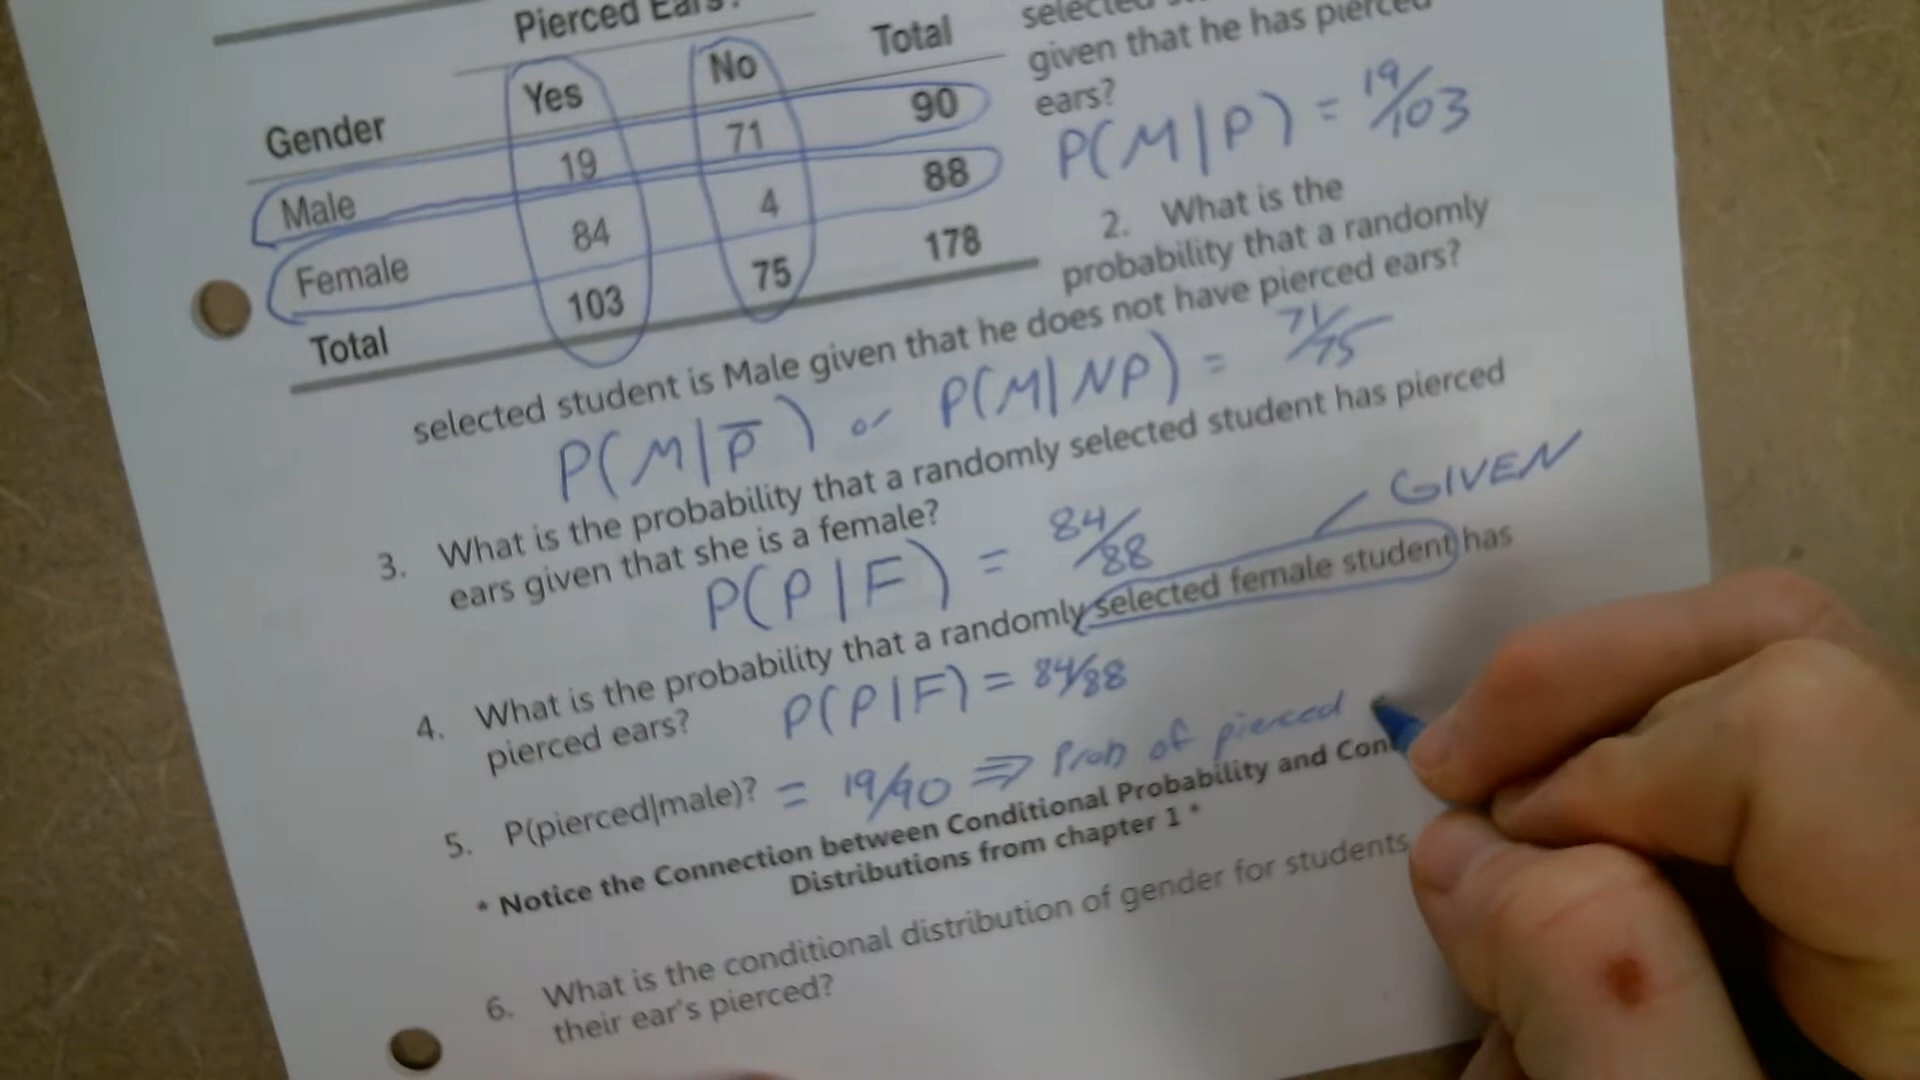 Pierced Ears?
Gender Yes No Total
Male 19 71 90
Female 84 4 88
Total 103 75 178
selected
given that he has pierced
ears?
P(M|P) = 19/103
2. What is the
probability that a randomly
selected student is Male given that he does not have pierced ears?
P(M|P̅) or P(M|NP) = 71/75
3. What is the probability that a randomly selected student has pierced
ears given that she is a female?
P(P|F) = 84/88
GIVEN
4. What is the probability that a randomly selected female student has
pierced ears?
P(P|F) = 84/88
5. P(pierced|male)? = 19/90 ⇒ Prob of pierced
* Notice the Connection between Conditional Probability and
Distributions from chapter 1 *
6. What is the conditional distribution of gender for students
their ear's pierced?